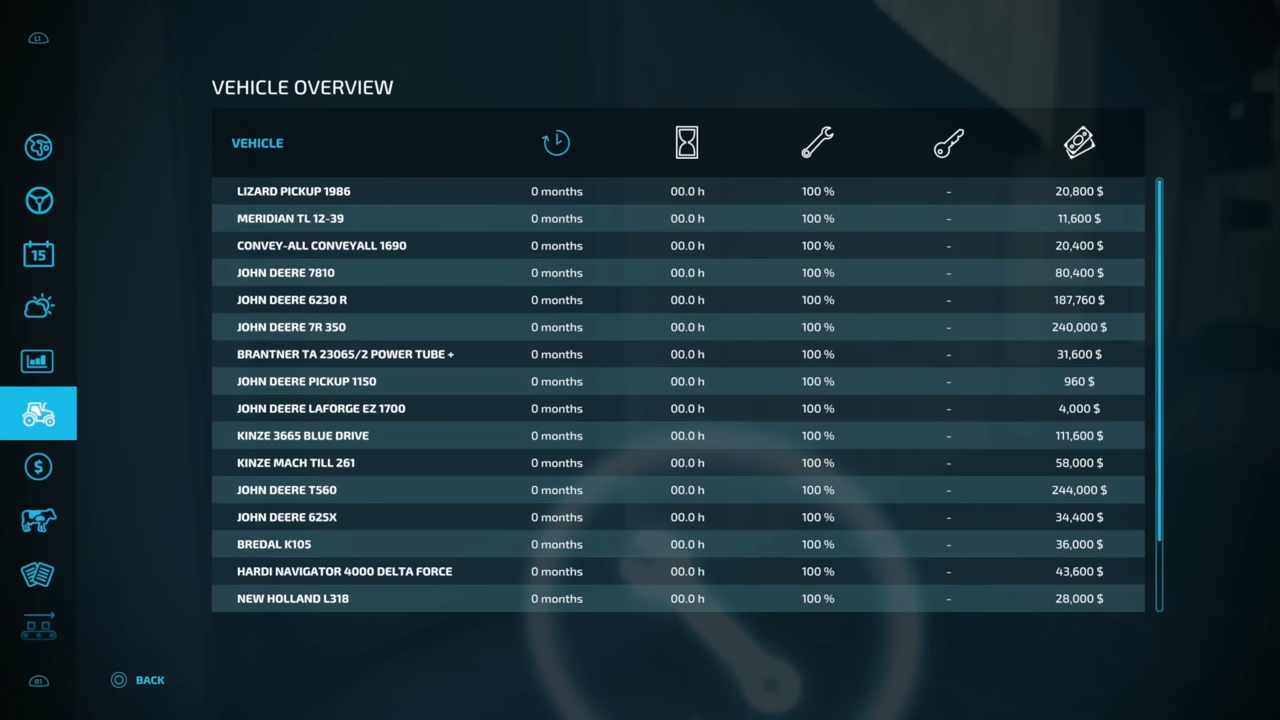 L1
VEHICLE OVERVIEW
VEHICLE
LIZARD PICKUP 1986 0 months 00.0 h 100 % - 20,800 $
MERIDIAN TL 12-39 0 months 00.0 h 100 % - 11,600 $
CONVEY-ALL CONVEYALL 1690 0 months 00.0 h 100 % - 20,400 $
JOHN DEERE 7810 0 months 00.0 h 100 % - 80,400 $
JOHN DEERE 6230 R 0 months 00.0 h 100 % - 187,760 $
JOHN DEERE 7R 350 0 months 00.0 h 100 % - 240,000 $
BRANTNER TA 23065/2 POWER TUBE + 0 months 00.0 h 100 % - 31,600 $
JOHN DEERE PICKUP 1150 0 months 00.0 h 100 % - 960 $
JOHN DEERE LAFORGE EZ 1700 0 months 00.0 h 100 % - 4,000 $
KINZE 3665 BLUE DRIVE 0 months 00.0 h 100 % - 111,600 $
KINZE MACH TILL 261 0 months 00.0 h 100 % - 58,000 $
JOHN DEERE T560 0 months 00.0 h 100 % - 244,000 $
JOHN DEERE 625X 0 months 00.0 h 100 % - 34,400 $
BREDAL K105 0 months 00.0 h 100 % - 36,000 $
HARDI NAVIGATOR 4000 DELTA FORCE 0 months 00.0 h 100 % - 43,600 $
NEW HOLLAND L318 0 months 00.0 h 100 % - 28,000 $
15
$
R1
BACK